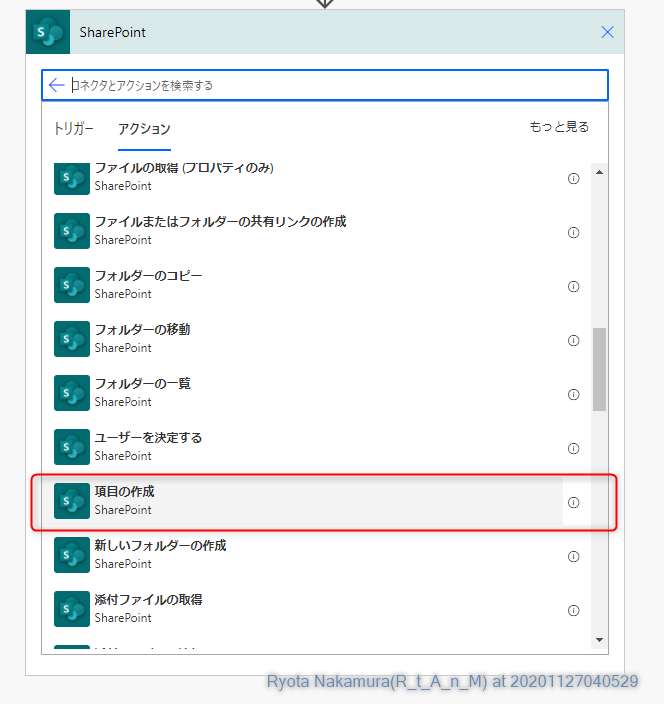 SharePoint
コネクタとアクションを検索する
トリガー アクション もっと見る
ファイルの取得 (プロパティのみ)
SharePoint
ファイルまたはフォルダーの共有リンクの作成
SharePoint
フォルダーのコピー
SharePoint
フォルダーの移動
SharePoint
フォルダーの一覧
SharePoint
ユーザーを決定する
SharePoint
項目の作成
SharePoint
新しいフォルダーの作成
SharePoint
添付ファイルの取得
SharePoint
Ryota Nakamura(R_t_A_n_M) at 20201127040529